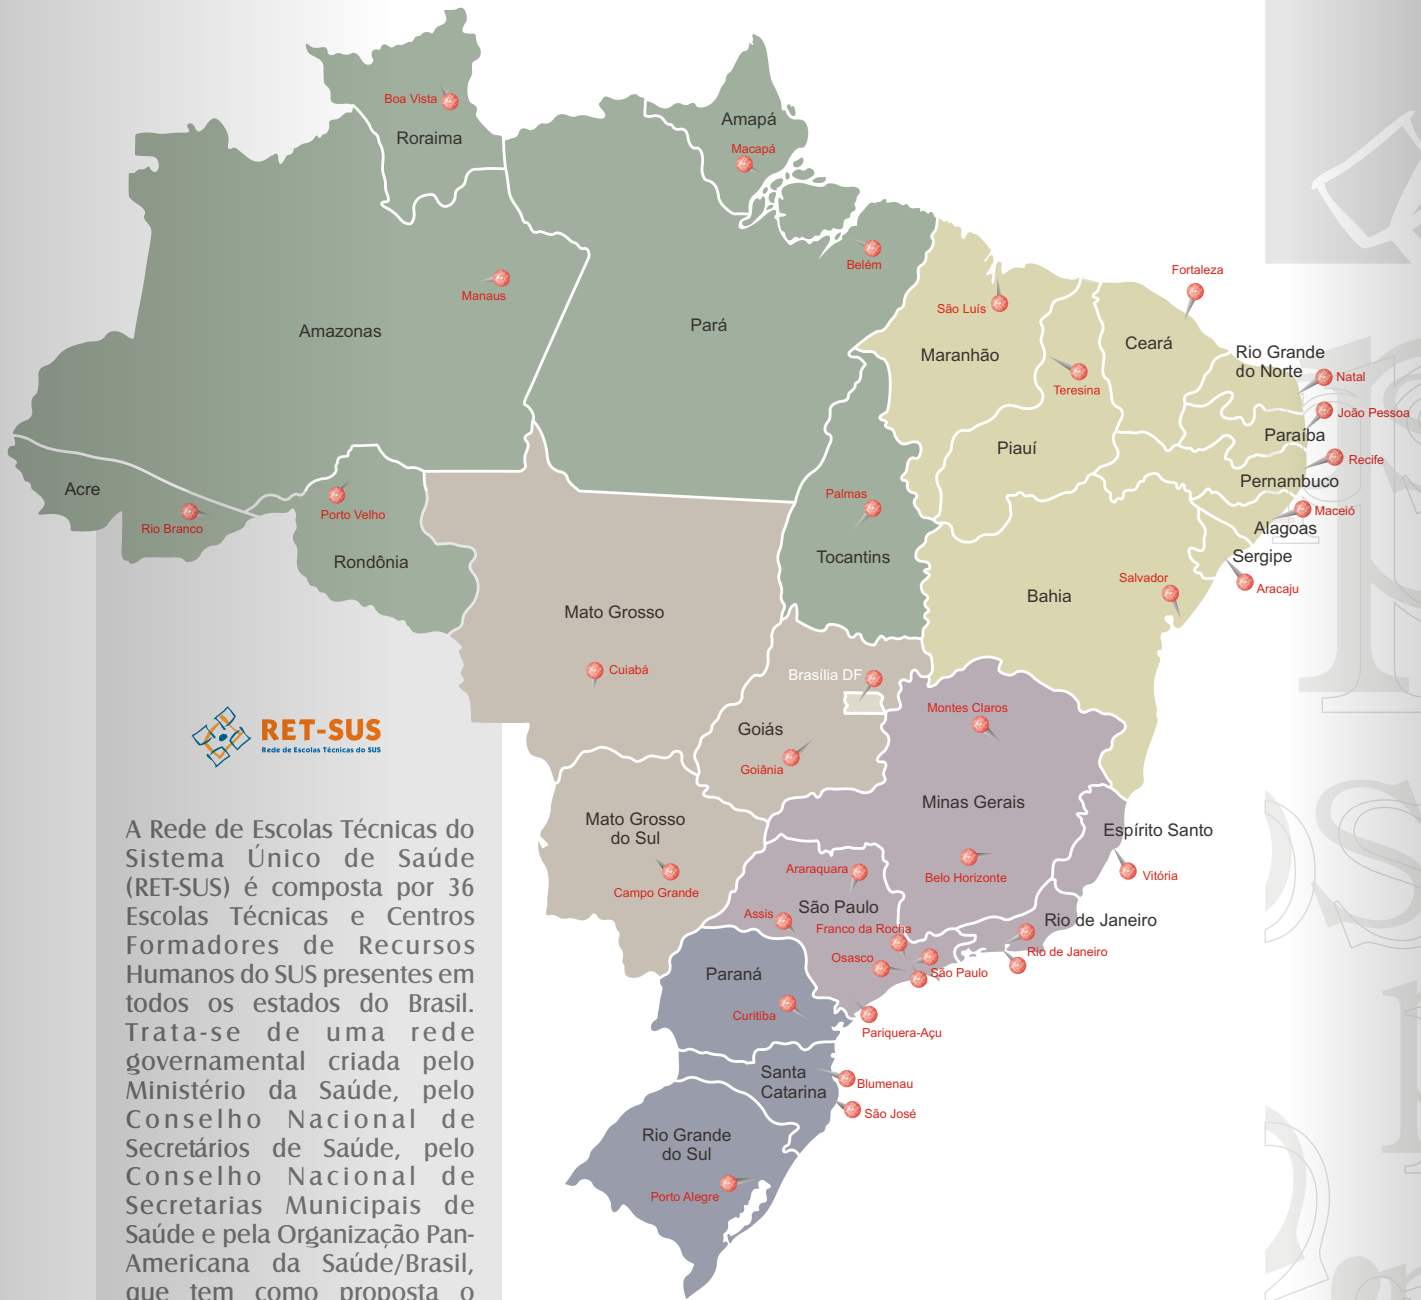 Boa Vista
Roraima
Amapá
Macapá
Belém
Manaus
Amazonas
Pará
Fortaleza
São Luís
Maranhão
Ceará
Rio Grande
do Norte
Natal
Teresina
João Pessoa
Paraíba
Piauí
Recife
Pernambuco
Acre
Palmas
Porto Velho
Rio Branco
Maceió
Alagoas
Rondônia
Tocantins
Sergipe
Salvador
Aracaju
Bahia
Mato Grosso
Cuiabá
Brasília DF
Montes Claros
Goiás
Goiânia
Minas Gerais
Mato Grosso
do Sul
Espírito Santo
Vitória
Araraquara
Belo Horizonte
Campo Grande
São Paulo
Assis
Rio de Janeiro
Franco da Rocha
Rio de Janeiro
Osasco
São Paulo
Paraná
Curitiba
Pariquera-Açu
Santa
Catarina
Blumenau
São José
Rio Grande
do Sul
Porto Alegre
RET-SUS
Rede de Escolas Técnicas do SUS
A Rede de Escolas Técnicas do
Sistema Único de Saúde
(RET-SUS) é composta por 36
Escolas Técnicas e Centros
Formadores de Recursos
Humanos do SUS presentes em
todos os estados do Brasil.
Trata-se de uma rede
governamental criada pelo
Ministério da Saúde, pelo
Conselho Nacional de
Secretários de Saúde, pelo
Conselho Nacional de
Secretarias Municipais de
Saúde e pela Organização Pan-
Americana da Saúde/Brasil,
que tem como proposta o